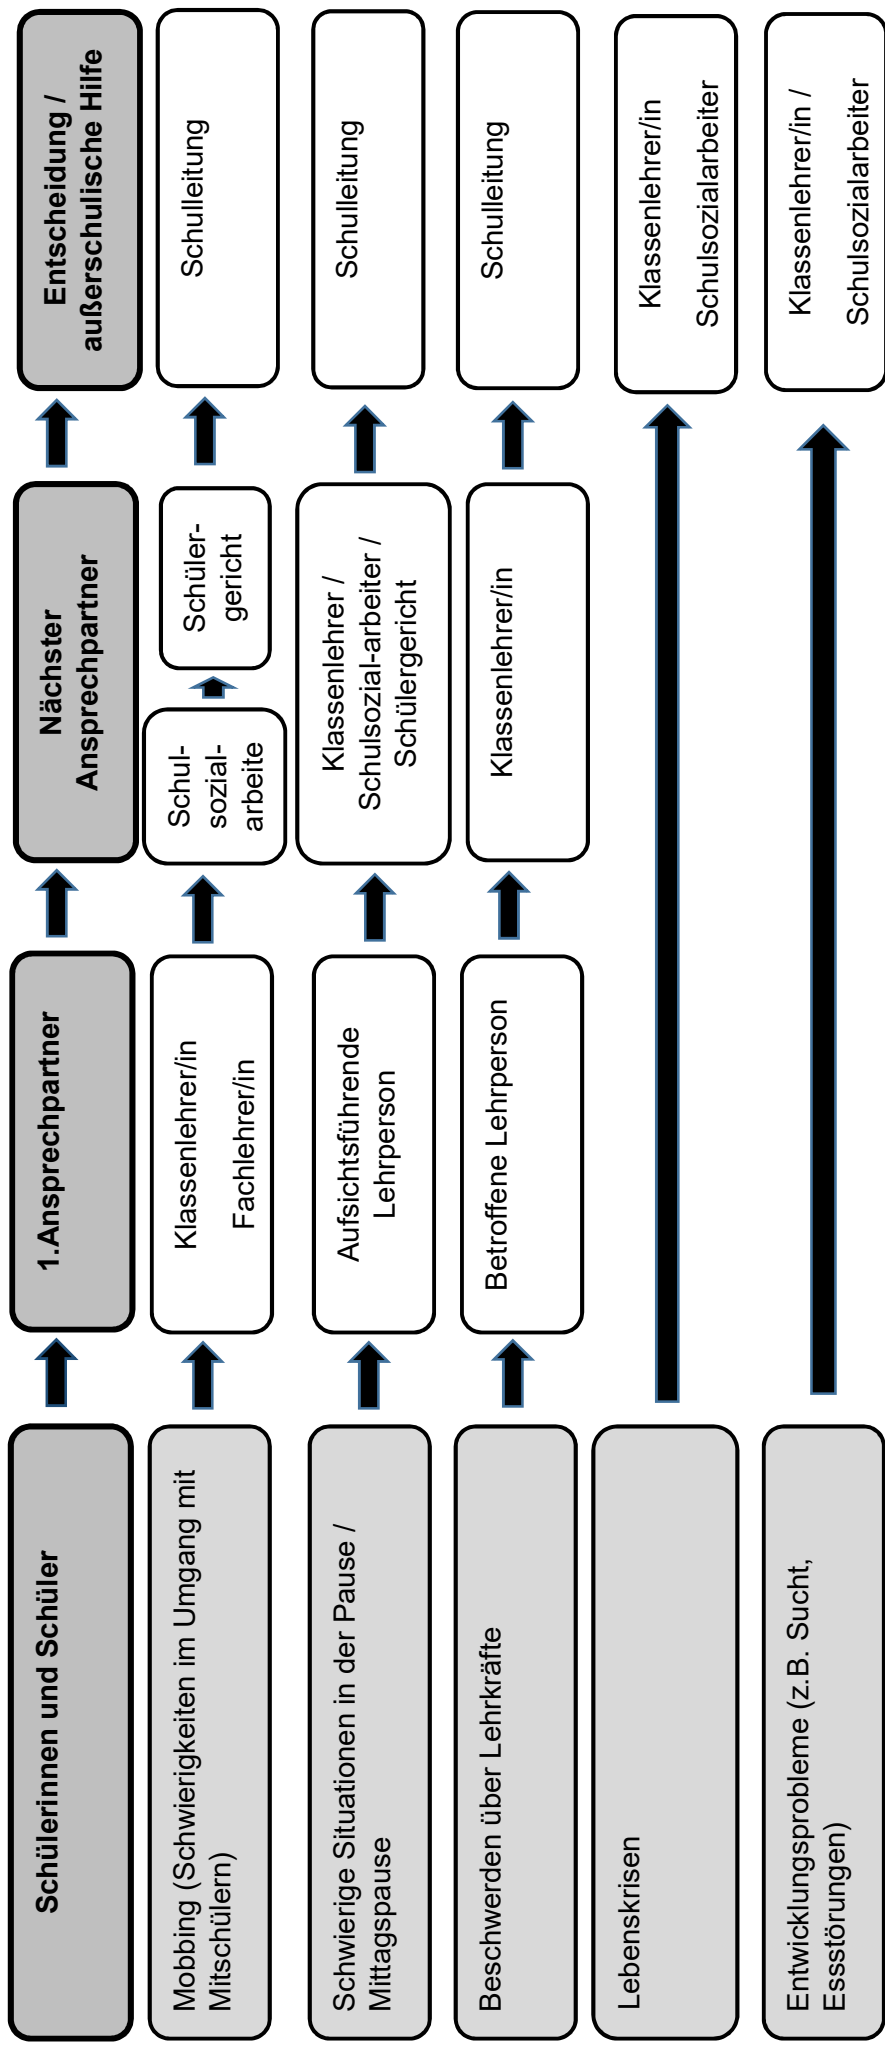 Schülerinnen und Schüler
1.Ansprechpartner
Nächster
Ansprechpartner
Entscheidung /
außerschulische Hilfe
Mobbing (Schwierigkeiten im Umgang mit
Mitschülern)
Klassenlehrer/in
Fachlehrer/in
Schul-
sozial-
arbeite
Schüler-
gericht
Schulleitung
Schwierige Situationen in der Pause /
Mittagspause
Aufsichtsführende
Lehrperson
Klassenlehrer /
Schulsozial-arbeiter /
Schülergericht
Schulleitung
Beschwerden über Lehrkräfte
Betroffene Lehrperson
Klassenlehrer/in
Schulleitung
Lebenskrisen
Klassenlehrer/in
Schulsozialarbeiter
Entwicklungsprobleme (z.B. Sucht,
Essstörungen)
Klassenlehrer/in /
Schulsozialarbeiter